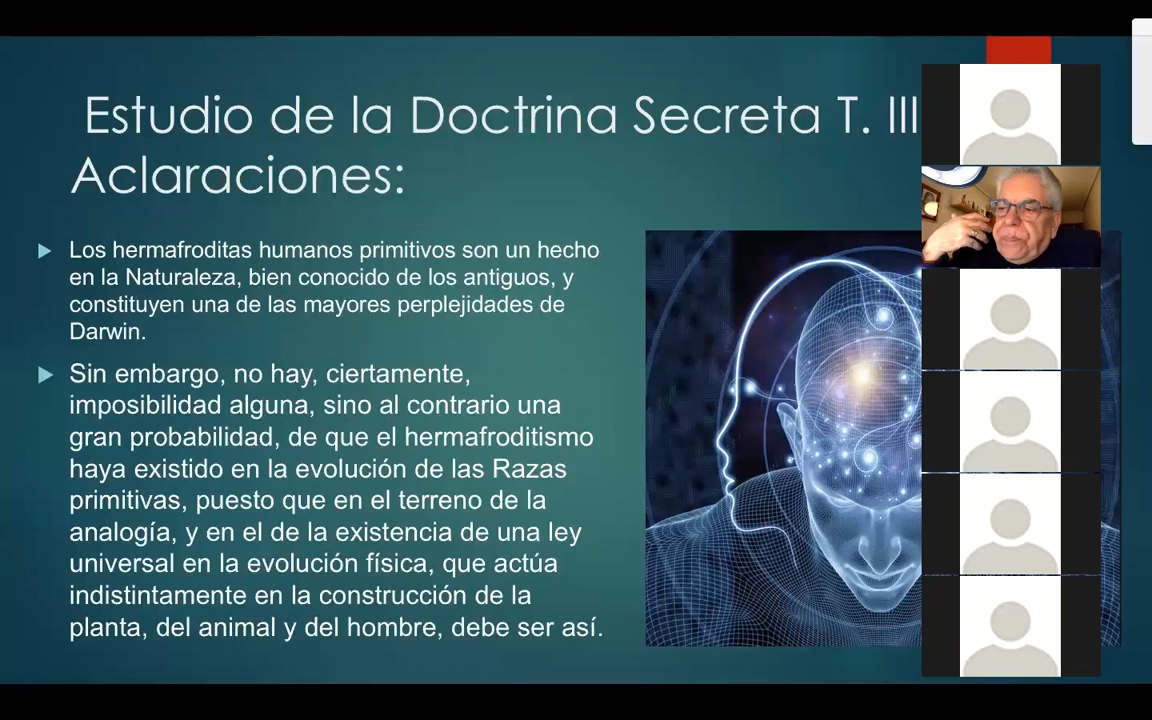 Estudio de la Doctrina Secreta T. III
Aclaraciones:
Los hermafroditas humanos primitivos son un hecho
en la Naturaleza, bien conocido de los antiguos, y
constituyen una de las mayores perplejidades de
Darwin.
Sin embargo, no hay, ciertamente,
imposibilidad alguna, sino al contrario una
gran probabilidad, de que el hermafroditismo
haya existido en la evolución de las Razas
primitivas, puesto que en el terreno de la
analogía, y en el de la existencia de una ley
universal en la evolución física, que actúa
indistintamente en la construcción de la
planta, del animal y del hombre, debe ser así.